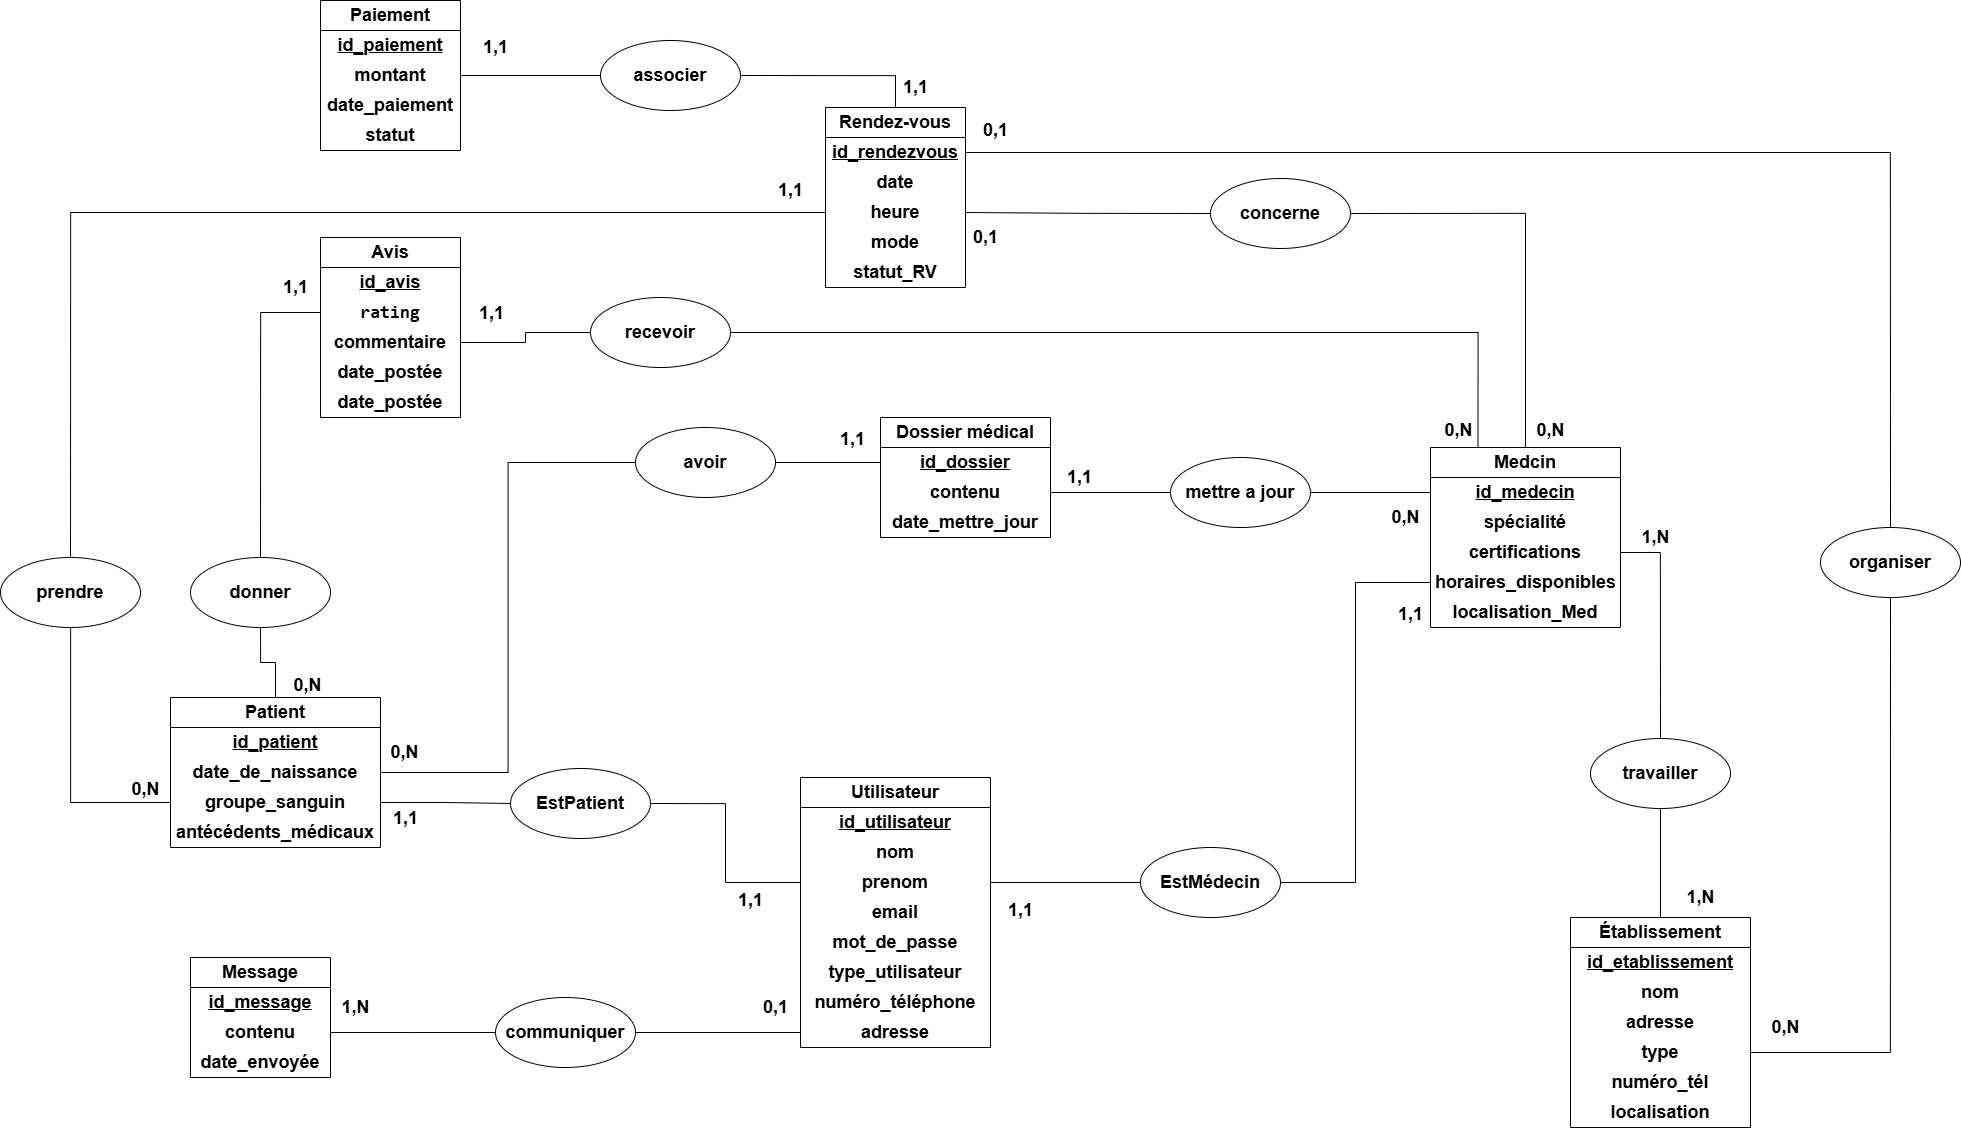 Paiement
id_paiement
montant
date_paiement
statut
1,1
associer
1,1
Rendez-vous
id_rendezvous
date
heure
mode
statut_RV
0,1
1,1
0,1
concerne
Avis
id_avis
rating
commentaire
date_postée
date_postée
1,1
1,1
recevoir
0,N
0,N
avoir
1,1
Dossier médical
id_dossier
contenu
date_mettre_jour
1,1
mettre a jour
0,N
Medcin
id_medecin
spécialité
certifications
horaires_disponibles
localisation_Med
1,N
1,1
organiser
prendre
donner
0,N
Patient
id_patient
date_de_naissance
groupe_sanguin
antécédents_médicaux
0,N
0,N
1,1
EstPatient
1,1
Utilisateur
id_utilisateur
nom
prenom
email
mot_de_passe
type_utilisateur
numéro_téléphone
adresse
1,1
EstMédecin
travailler
1,N
Établissement
id_etablissement
nom
adresse
type
numéro_tél
localisation
0,N
Message
id_message
contenu
date_envoyée
1,N
communiquer
0,1